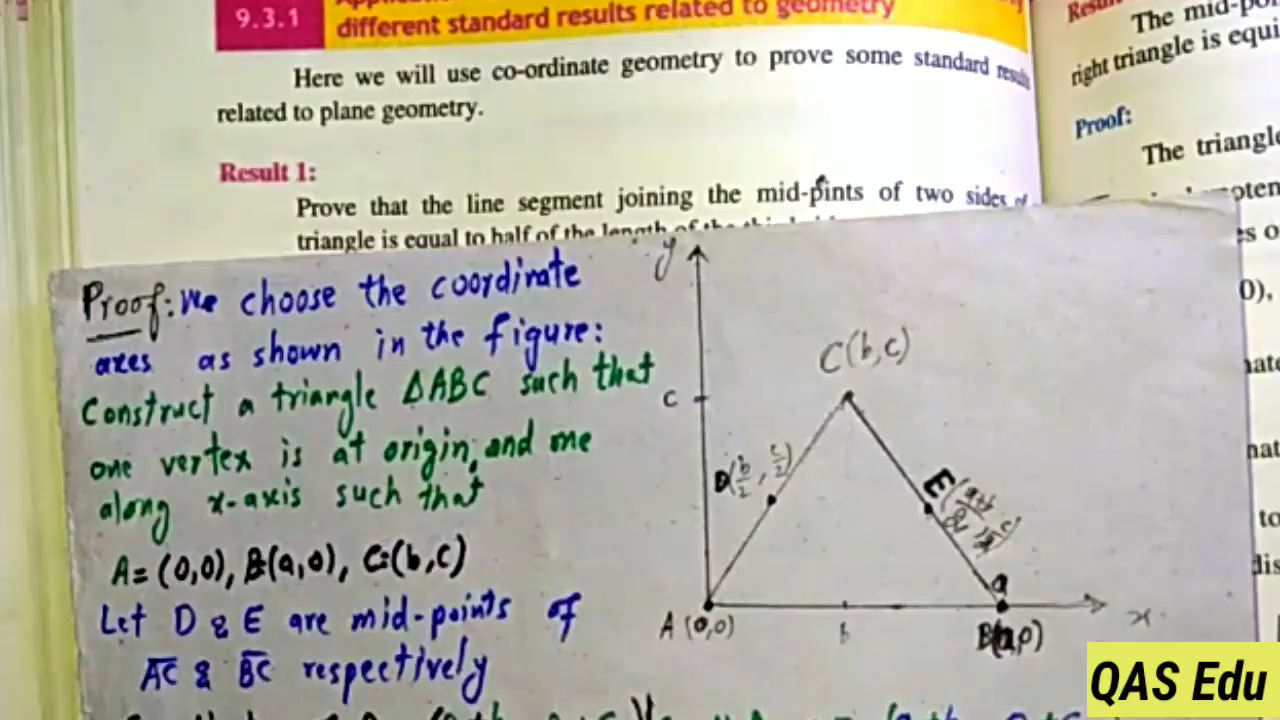 9.3.1
different standard results related to geometry
Here we will use co-ordinate geometry to prove some standard results
related to plane geometry.
Result 1:
Prove that the line segment joining the mid-pints of two sides of
triangle is equal to half of the length of the third
Proof: We choose the coordinate
axes as shown in the figure:
Construct a triangle ΔABC such that
one vertex is at origin, and one
along x-axis such that
A= (0,0), B=(a,0), C=(b,c)
Let D & E are mid-points of
AC & BC respectively
y
C(b,c)
c
D(b/2, c/2)
E(a+b/2, c/2)
a
A (0,0)
b
B(a,0)
x
The mid-po
right triangle is equi
Proof:
The triangle
QAS Edu